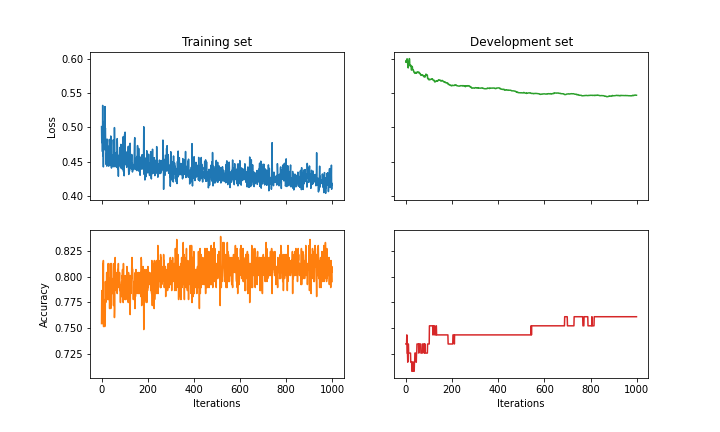 Training set
Development set
Loss
0.60
0.55
0.50
0.45
0.40
Accuracy
0.825
0.800
0.775
0.750
0.725
0 200 400 600 800 1000
0 200 400 600 800 1000
Iterations
Iterations